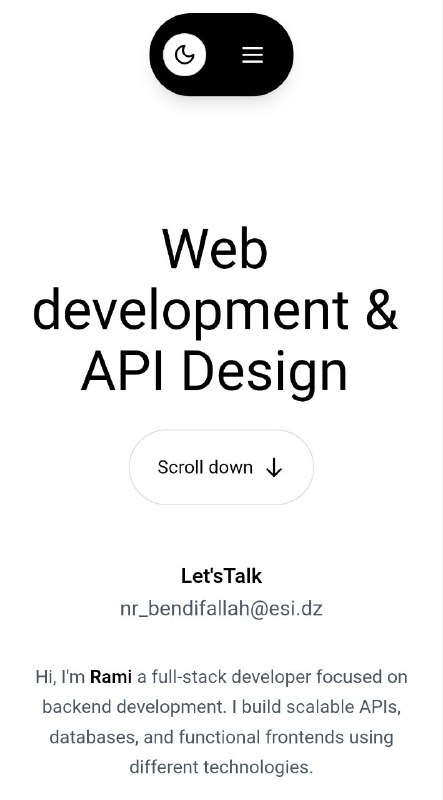 Web
development &
API Design
Scroll down
Let'sTalk
nr_bendifallah@esi.dz
Hi, I'm Rami a full-stack developer focused on
backend development. I build scalable APIs,
databases, and functional frontends using
different technologies.